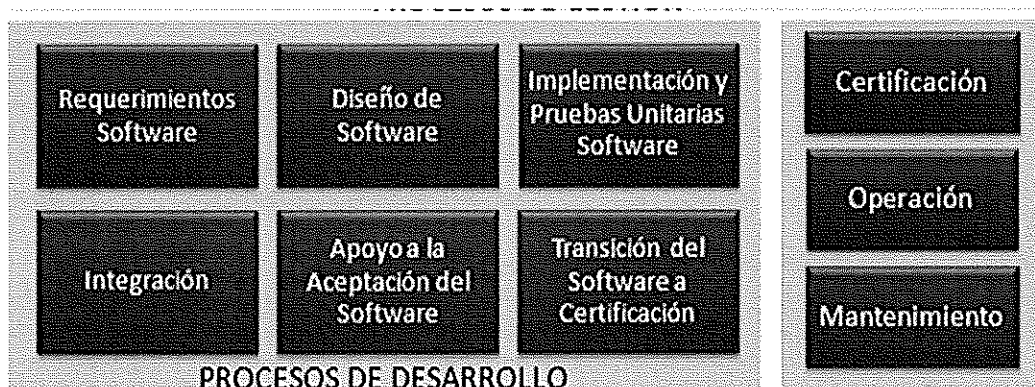 Requerimientos
Software
Diseño de
Software
Implementación y
Pruebas Unitarias
Software
Integración
Apoyo a la
Aceptación del
Software
Transición del
Software a
Certificación
PROCESOS DE DESARROLLO
Certificación
Operación
Mantenimiento